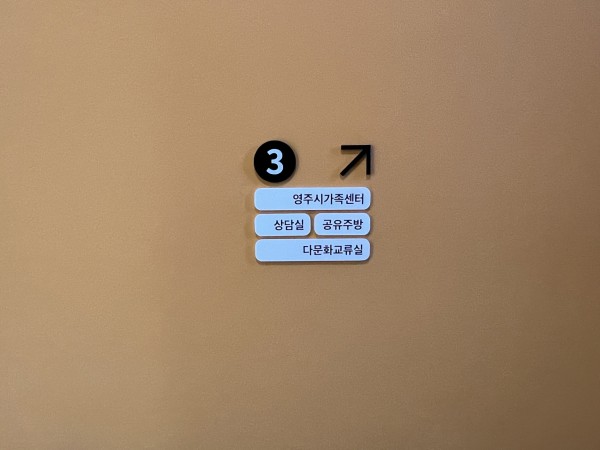 3
영주시가족센터
상담실 공유주방
다문화교류실